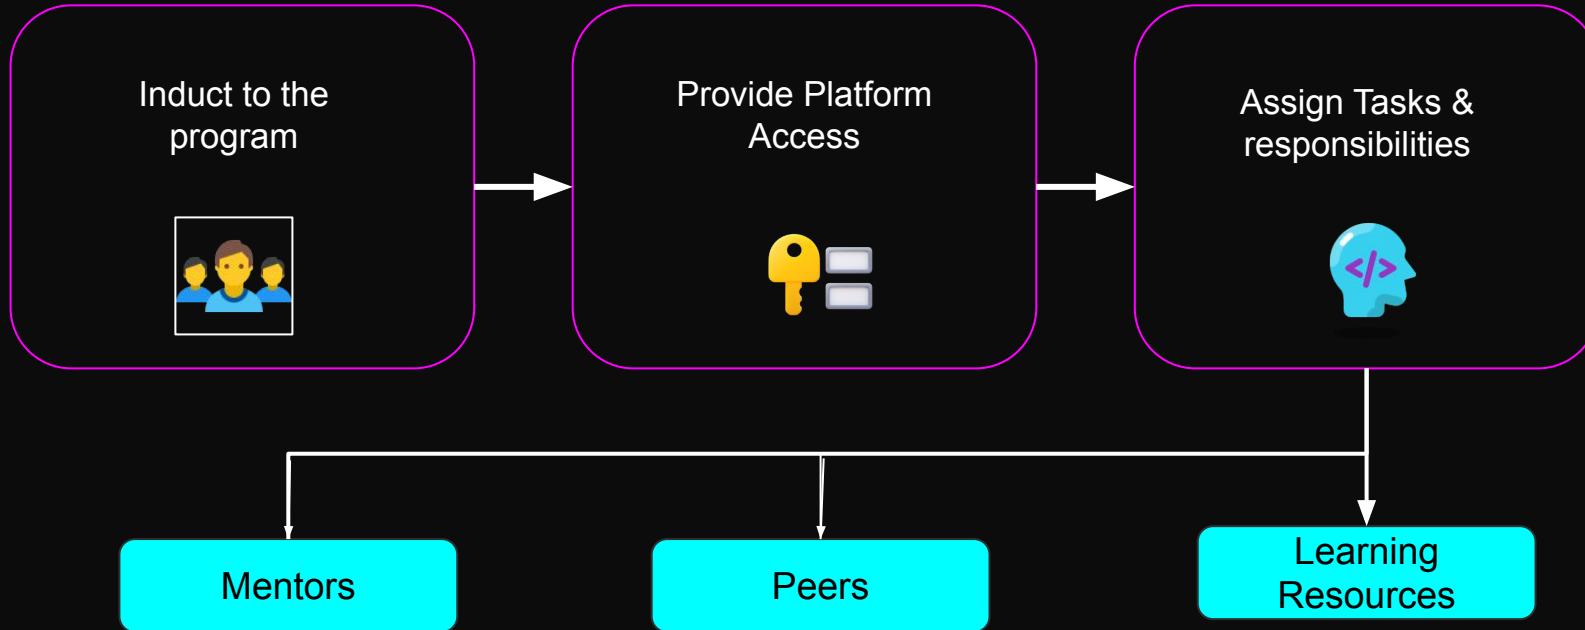 Induct to the
program
Provide Platform
Access
Assign Tasks &
responsibilities
</>
Mentors
Peers
Learning
Resources